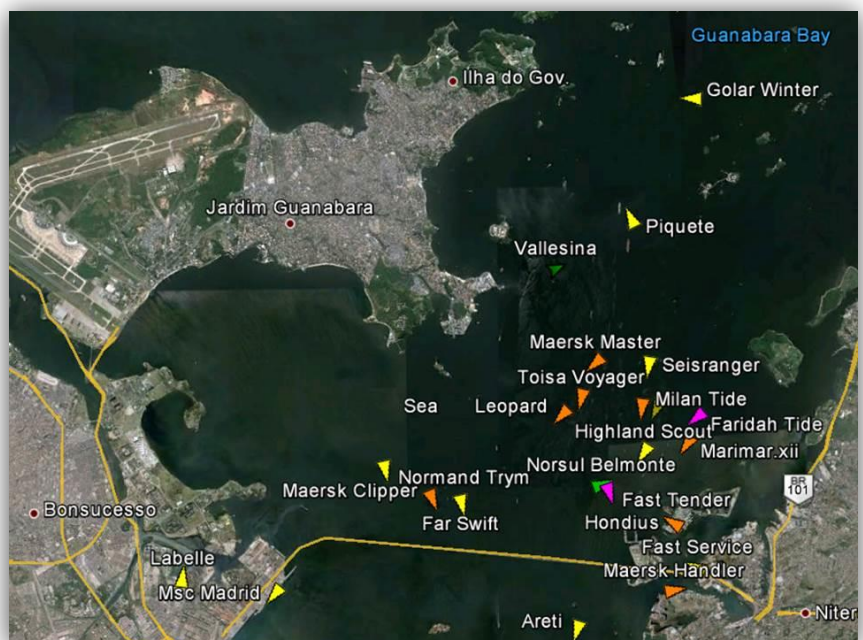 Guanabara Bay
Ilha do Gov.
Golar Winter
Jardim Guanabara
Piquete
Vallesina
Maersk Master
Seisranger
Toisa Voyager
Sea Leopard
Milan Tide
Highland Scout
Faridah Tide
Marimar.xii
Norsul Belmonte
Normand Trym
Maersk Clipper
BR
101
Fast Tender
Bonsucesso
Far Swift
Hondius
Fast Service
Labelle
Maersk Handler
Msc Madrid
Areti
Niter